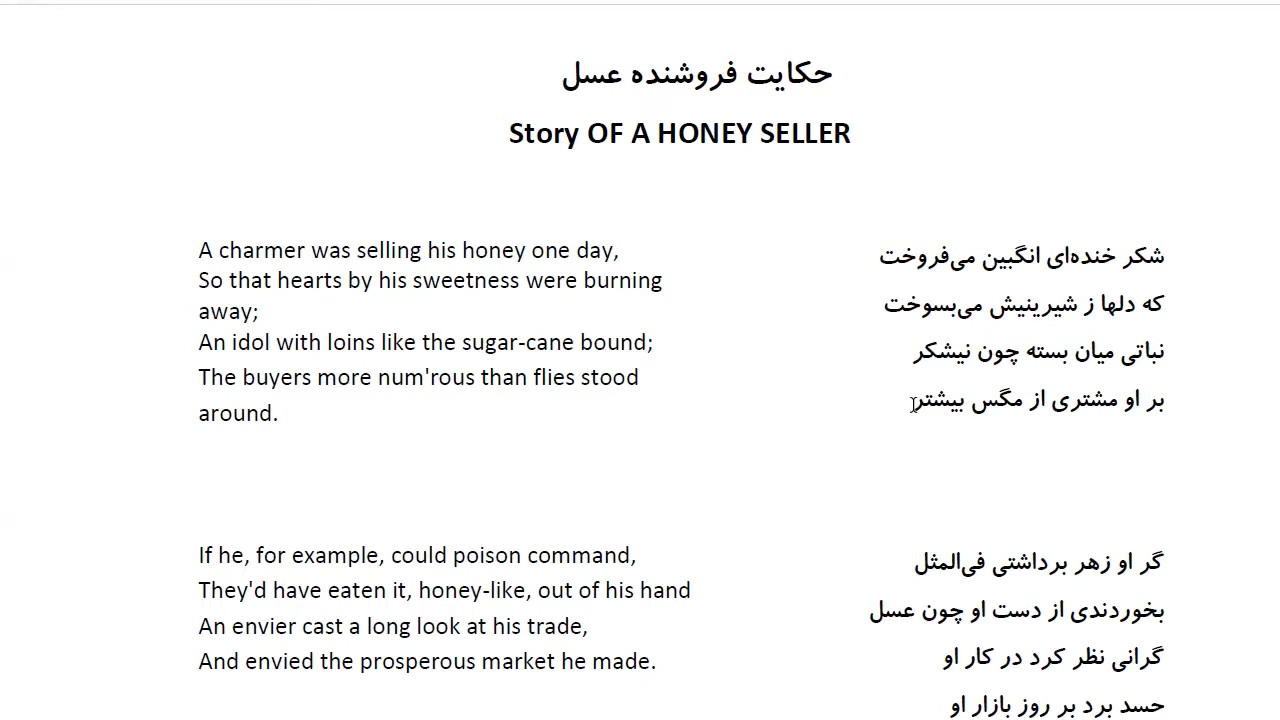 حکایت فروشنده عسل
Story OF A HONEY SELLER
A charmer was selling his honey one day,
So that hearts by his sweetness were burning
away;
An idol with loins like the sugar-cane bound;
The buyers more num'rous than flies stood
around.
شکر خنده‌ای انگبین می‌فروخت
که دلها ز شیرینیش می‌بسوخت
نباتی میان بسته چون نیشکر
بر او مشتری از مگس بیشتر
If he, for example, could poison command,
They'd have eaten it, honey-like, out of his hand
An envier cast a long look at his trade,
And envied the prosperous market he made.
گر او زهر برداشتی فی‌المثل
بخوردندی از دست او چون عسل
گرانی نظر کرد در کار او
حسد برد بر روز بازار او